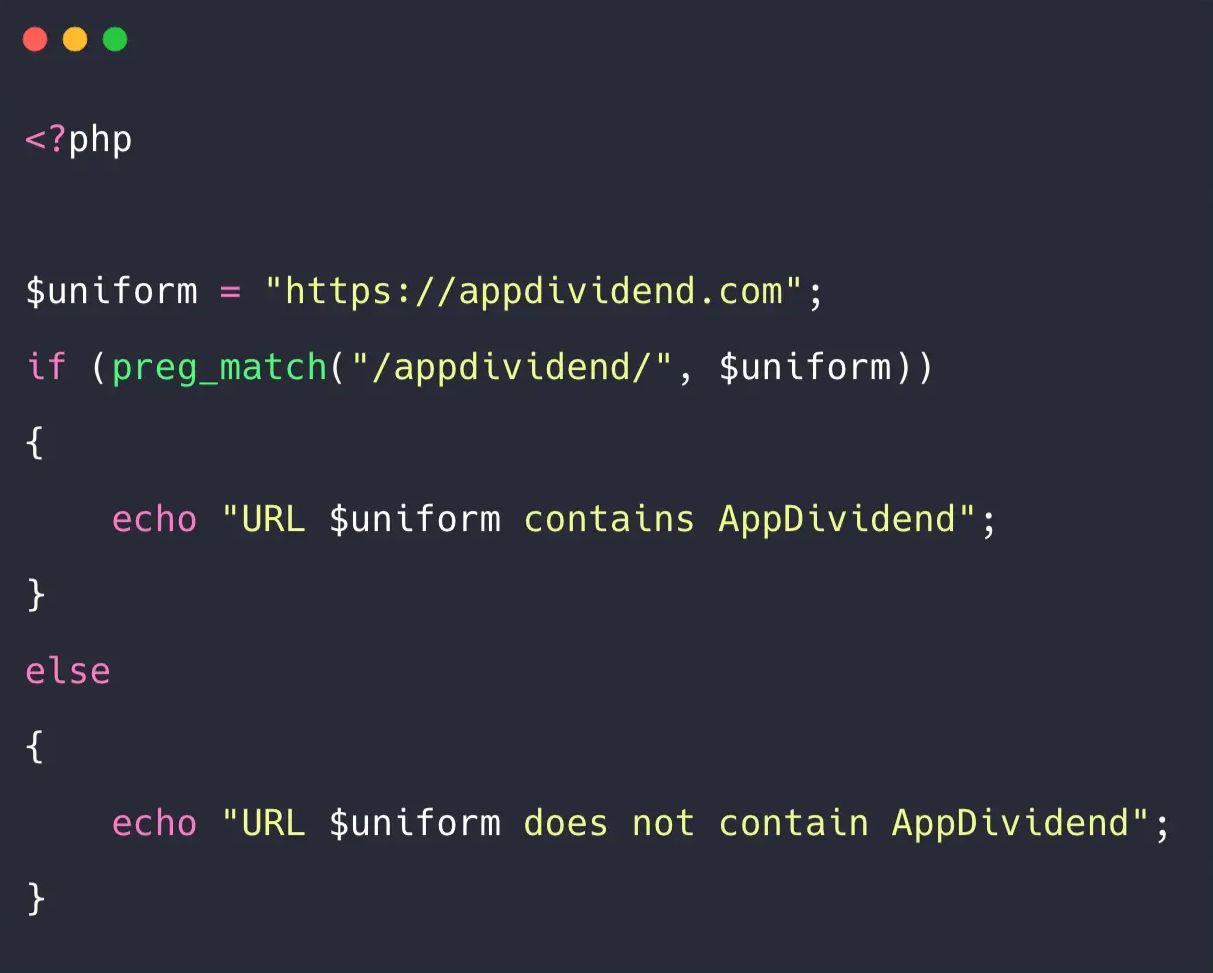 <?php
$uniform = "https://appdividend.com";
if (preg_match("/appdividend/", $uniform))
{
    echo "URL $uniform contains AppDividend";
}
else
{
    echo "URL $uniform does not contain AppDividend";
}